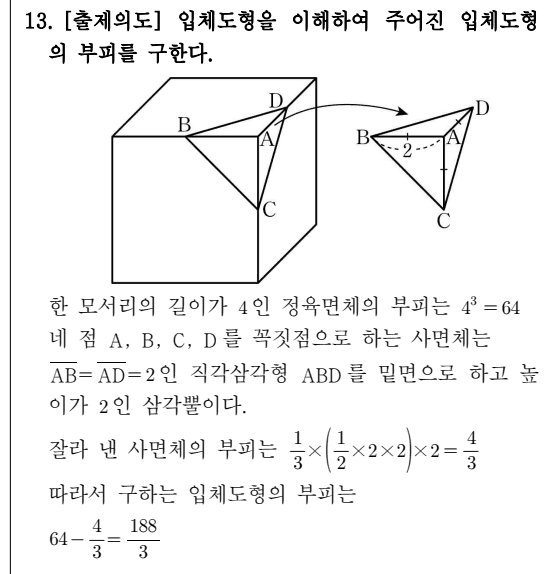 13. [출제의도] 입체도형을 이해하여 주어진 입체도형
의 부피를 구한다.
D
B
A
C
D
B
2
A
C
한 모서리의 길이가 4인 정육면체의 부피는 4³ = 64
네 점 A, B, C, D를 꼭짓점으로 하는 사면체는
A̅B̅ = A̅D̅ = 2인 직각삼각형 ABD를 밑면으로 하고 높
이가 2인 삼각뿔이다.
잘라 낸 사면체의 부피는 1/3 × (1/2 × 2 × 2) × 2 = 4/3
따라서 구하는 입체도형의 부피는
64 − 4/3 = 188/3